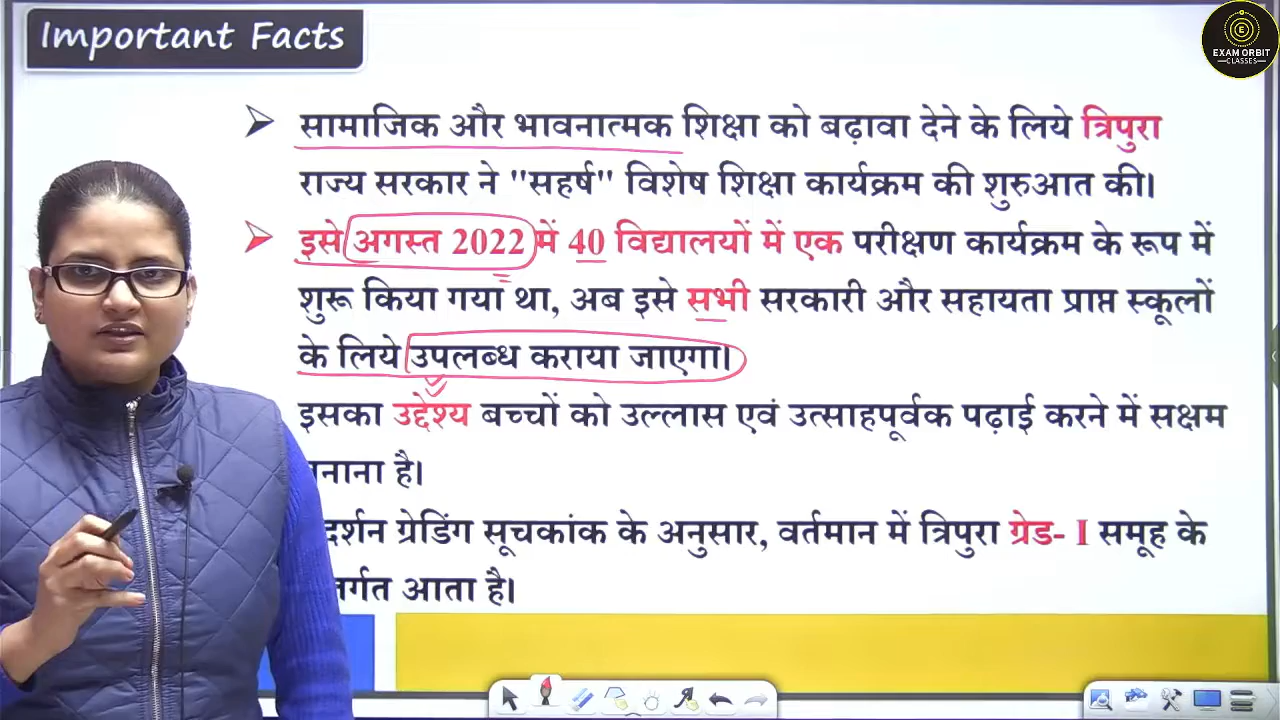 Important Facts
EXAM ORBIT
CLASSES
सामाजिक और भावनात्मक शिक्षा को बढ़ावा देने के लिये त्रिपुरा
राज्य सरकार ने "सहर्ष" विशेष शिक्षा कार्यक्रम की शुरुआत की।
इसे अगस्त 2022 में 40 विद्यालयों में एक परीक्षण कार्यक्रम के रूप में
शुरू किया गया था, अब इसे सभी सरकारी और सहायता प्राप्त स्कूलों
के लिये उपलब्ध कराया जाएगा।
इसका उद्देश्य बच्चों को उल्लास एवं उत्साहपूर्वक पढ़ाई करने में सक्षम
है।
ग्रेडिंग सूचकांक के अनुसार, वर्तमान में त्रिपुरा ग्रेड- I समूह के
आता है।